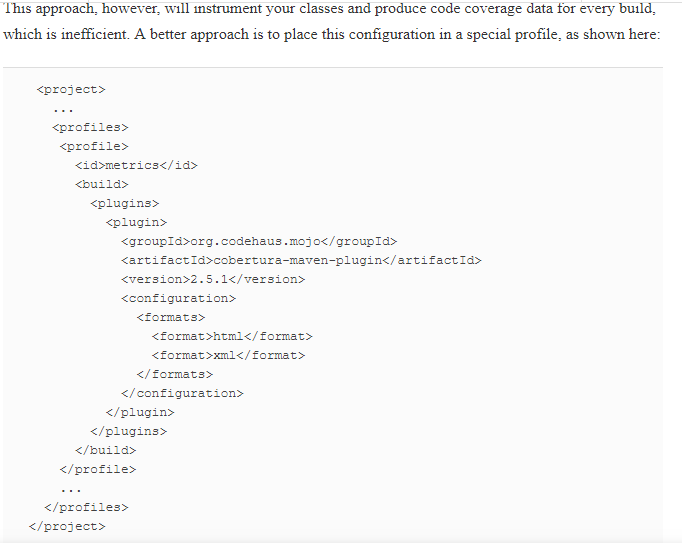 This approach, however, will instrument your classes and produce code coverage data for every build,
which is inefficient. A better approach is to place this configuration in a special profile, as shown here:
<project>
...
<profiles>
<profile>
<id>metrics</id>
<build>
<plugins>
<plugin>
<groupId>org.codehaus.mojo</groupId>
<artifactId>cobertura-maven-plugin</artifactId>
<version>2.5.1</version>
<configuration>
<formats>
<format>html</format>
<format>xml</format>
</formats>
</configuration>
</plugin>
</plugins>
</build>
</profile>
...
</profiles>
</project>